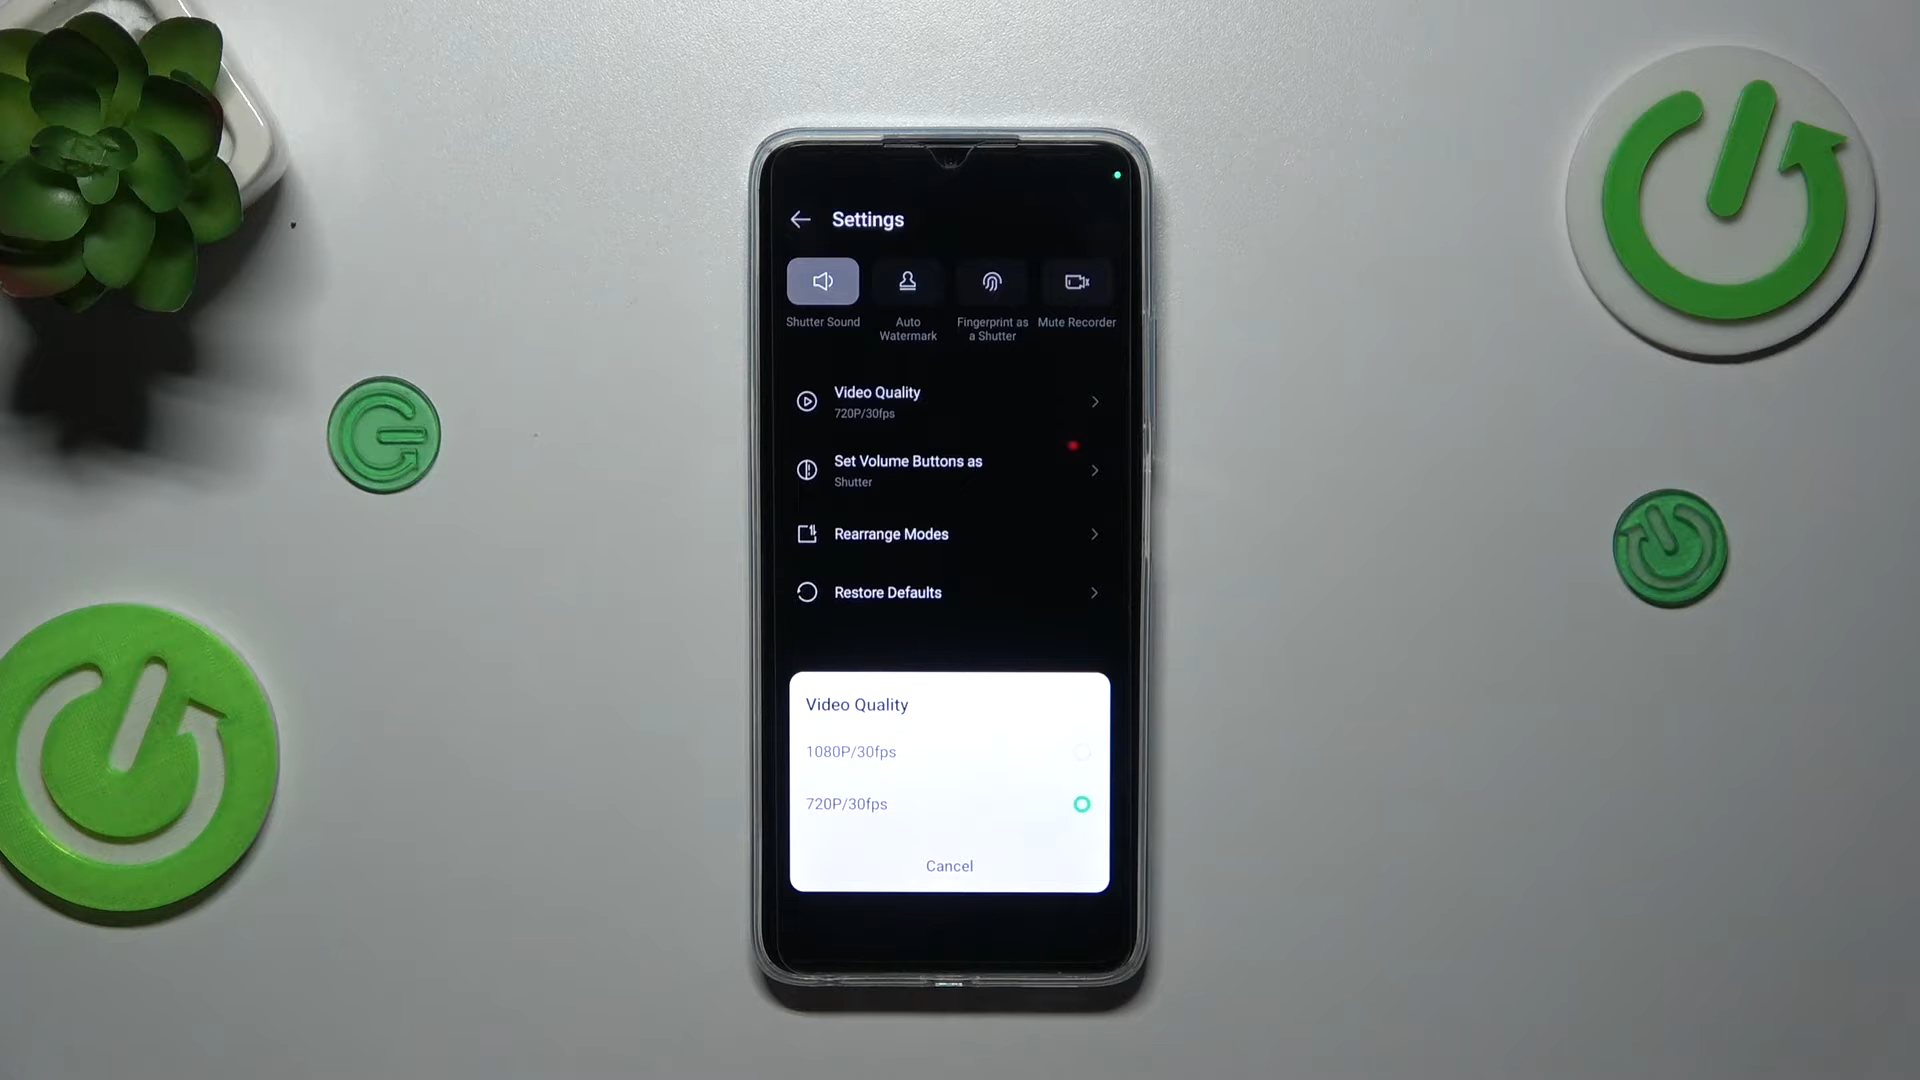 Settings
Shutter Sound
Auto
Watermark
Fingerprint as
a Shutter
Mute Recorder
Video Quality
720P/30fps
Set Volume Buttons as
Shutter
Rearrange Modes
Restore Defaults
Video Quality
1080P/30fps
720P/30fps
Cancel